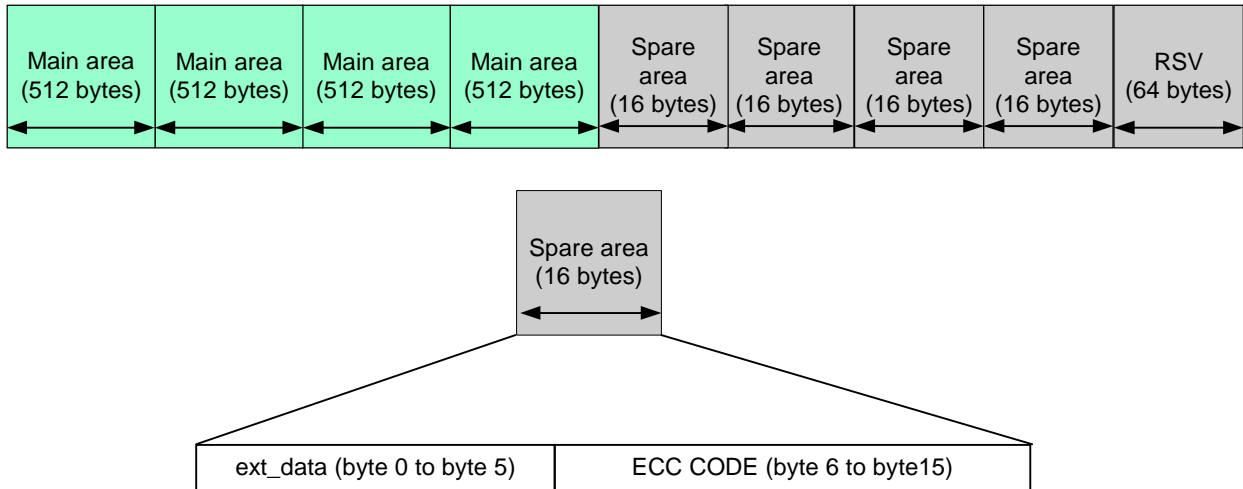 Main area
(512 bytes)
Main area
(512 bytes)
Main area
(512 bytes)
Main area
(512 bytes)
Spare
area
(16 bytes)
Spare
area
(16 bytes)
Spare
area
(16 bytes)
Spare
area
(16 bytes)
RSV
(64 bytes)
Spare area
(16 bytes)
ext_data (byte 0 to byte 5)
ECC CODE (byte 6 to byte15)